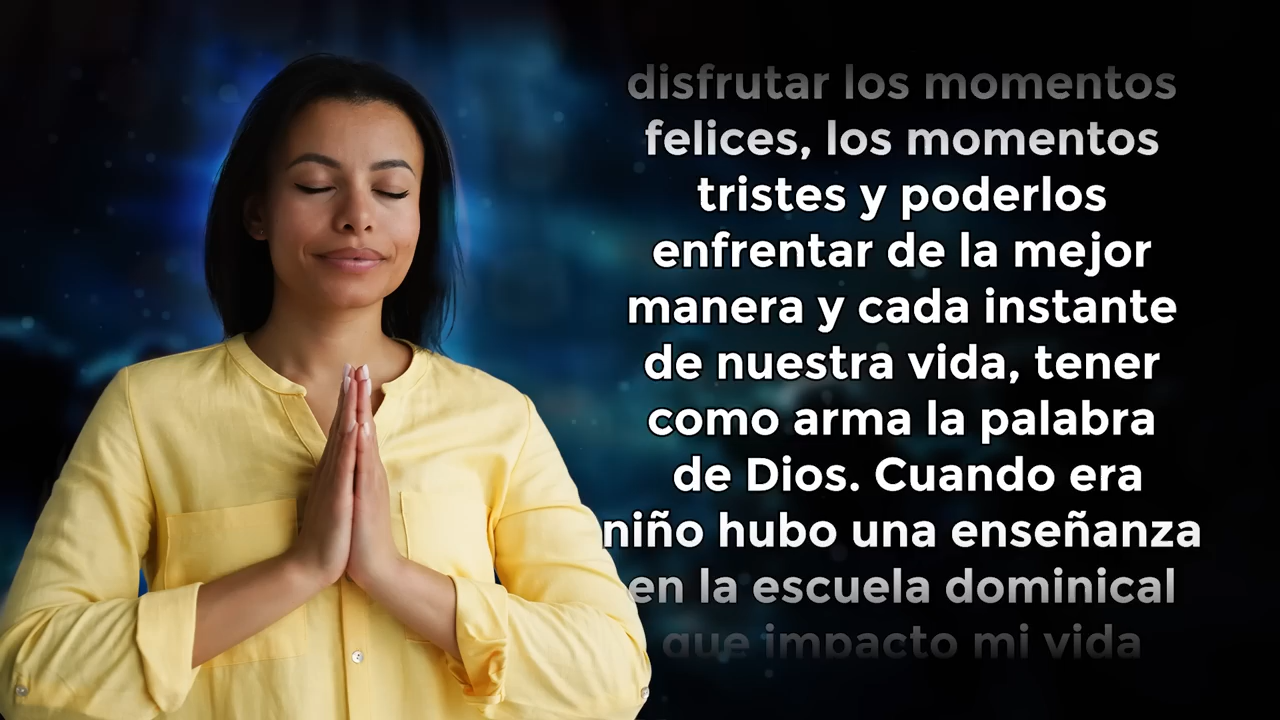 disfrutar los momentos
felices, los momentos
tristes y poderlos
enfrentar de la mejor
manera y cada instante
de nuestra vida, tener
como arma la palabra
de Dios. Cuando era
niño hubo una enseñanza
en la escuela dominical
que impacto mi vida